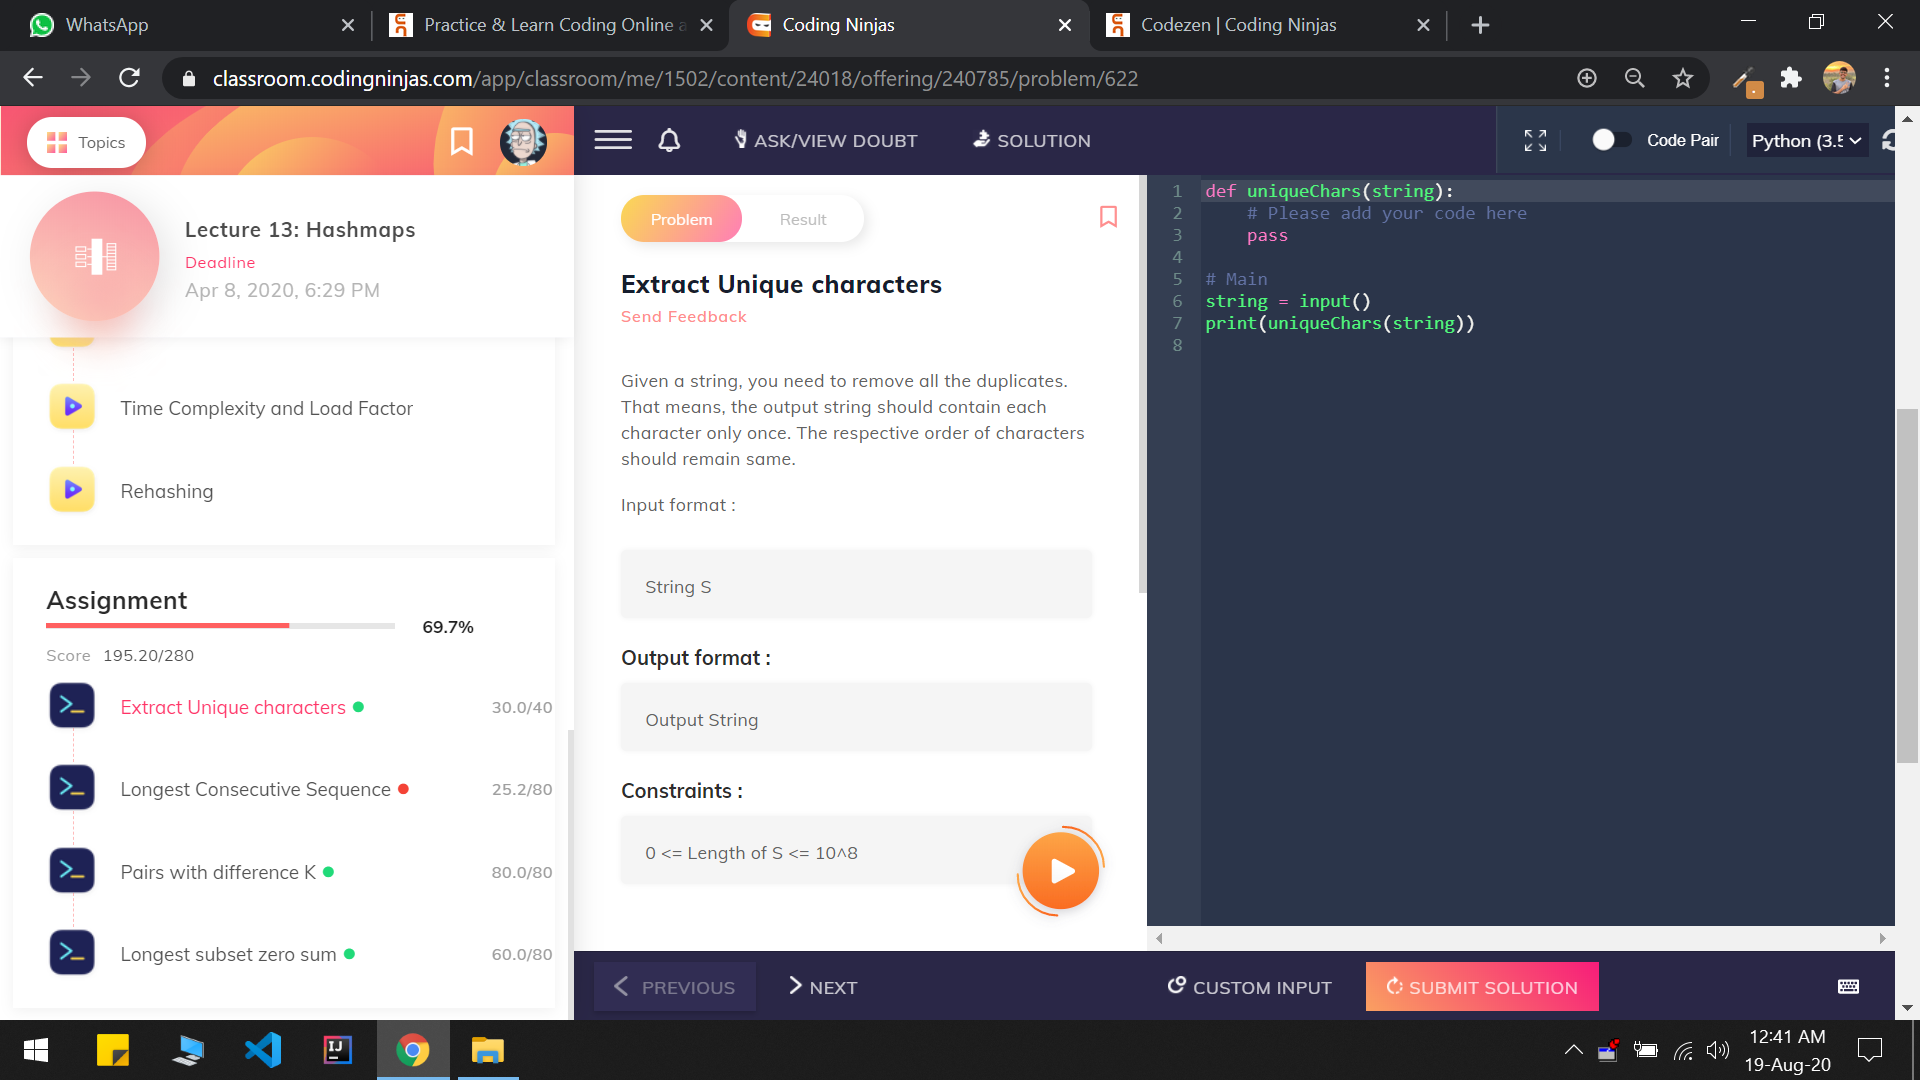 WhatsApp
Practice & Learn Coding Online a
Coding Ninjas
Codezen | Coding Ninjas
classroom.codingninjas.com/app/classroom/me/1502/content/24018/offering/240785/problem/622
Topics
Lecture 13: Hashmaps
Deadline
Apr 8, 2020, 6:29 PM
Time Complexity and Load Factor
Rehashing
Assignment
69.7%
Score 195.20/280
Extract Unique characters 30.0/40
Longest Consecutive Sequence 25.2/80
Pairs with difference K 80.0/80
Longest subset zero sum 60.0/80
ASK/VIEW DOUBT
SOLUTION
Code Pair
Python (3.5
Problem
Result
Extract Unique characters
Send Feedback
Given a string, you need to remove all the duplicates.
That means, the output string should contain each
character only once. The respective order of characters
should remain same.
Input format :
String S
Output format :
Output String
Constraints :
0 <= Length of S <= 10^8
1 def uniqueChars(string):
2     # Please add your code here
3     pass
4
5 # Main
6 string = input()
7 print(uniqueChars(string))
8
PREVIOUS
NEXT
CUSTOM INPUT
SUBMIT SOLUTION
IJ
12:41 AM
19-Aug-20